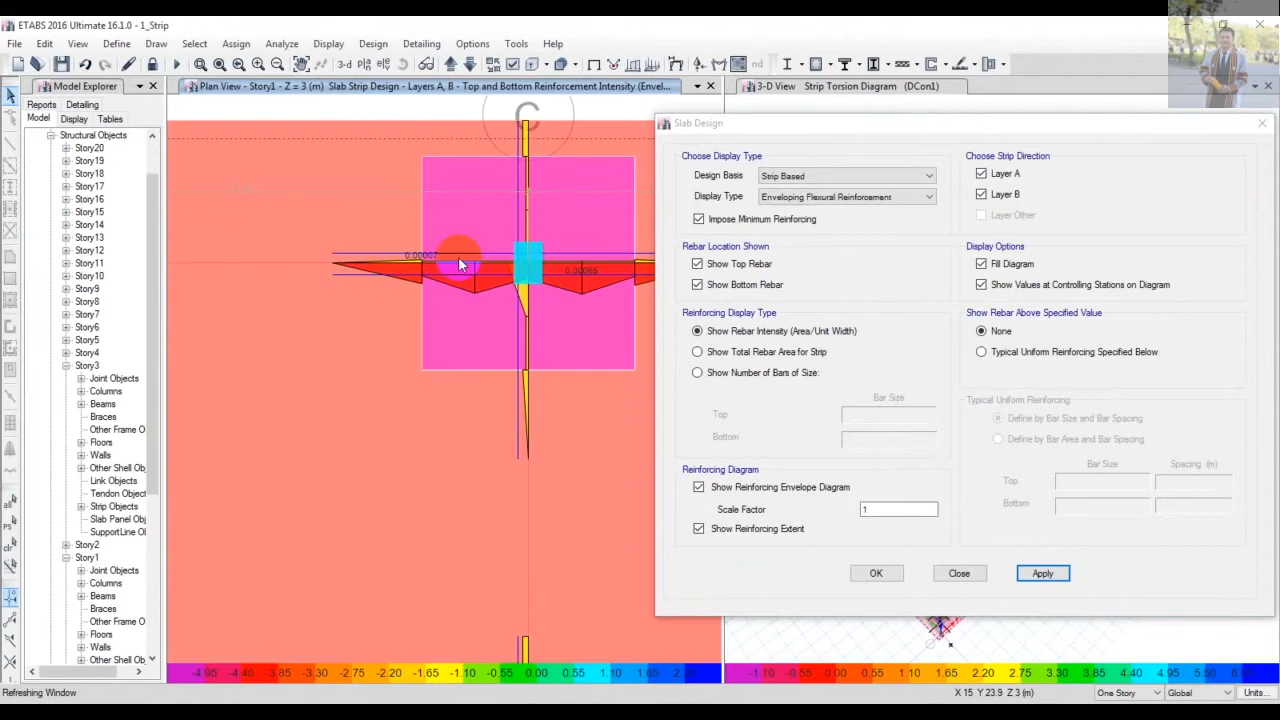 ETABS 2016 Ultimate 16.1.0 - 1_Strip
File Edit View Define Draw Select Assign Analyze Display Design Detailing Options Tools Help
3-d
nd
Model Explorer
Plan View - Story1 - Z = 3 (m) Slab Strip Design - Layers A, B - Top and Bottom Reinforcement Intensity (Envel...
3-D View Strip Torsion Diagram (DCon1)
Reports Detailing
Model Display Tables
Structural Objects
Story20
Story19
Story18
Story17
Story16
Story15
Story14
Story13
Story12
Story11
Story10
Story9
Story8
Story7
Story6
Story5
Story4
Story3
Joint Objects
Columns
Beams
Braces
Other Frame O
Floors
Walls
Other Shell Obj
Link Objects
Tendon Object
Strip Objects
Slab Panel Obj
SupportLine Ol
Story2
Story1
Joint Objects
Columns
Beams
Braces
Other Frame O
Floors
Walls
Other Shell Ob
all
ps
clr
C
0.00007
0.00065
Slab Design
Choose Display Type
Design Basis Strip Based
Display Type Enveloping Flexural Reinforcement
Impose Minimum Reinforcing
Rebar Location Shown
Show Top Rebar
Show Bottom Rebar
Reinforcing Display Type
Show Rebar Intensity (Area/Unit Width)
Show Total Rebar Area for Strip
Show Number of Bars of Size:
Bar Size
Top
Bottom
Reinforcing Diagram
Show Reinforcing Envelope Diagram
Scale Factor 1
Show Reinforcing Extent
Choose Strip Direction
Layer A
Layer B
Layer Other
Display Options
Fill Diagram
Show Values at Controlling Stations on Diagram
Show Rebar Above Specified Value
None
Typical Uniform Reinforcing Specified Below
Typical Uniform Reinforcing
Define by Bar Size and Bar Spacing
Define by Bar Area and Bar Spacing
Bar Size Spacing (m)
Top
Bottom
OK Close Apply
-4.95 -4.40 -3.85 -3.30 -2.75 -2.20 -1.65 -1.10 -0.55 0.00 0.55 1.10 1.65 2.20
-1.10 -0.55 0.00 0.55 1.10 1.65 2.20 2.75 3.30 3.85 4.40 4.95 5.50
Refreshing Window
X 15 Y 23.9 Z 3 (m)
One Story
Global
Units...